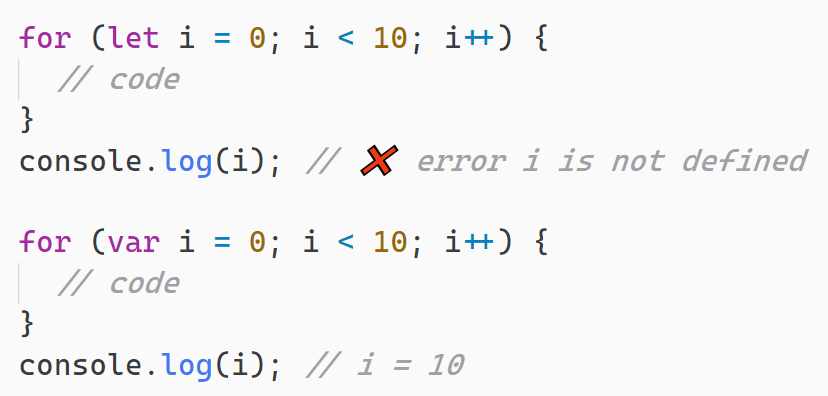 for (let i = 0; i < 10; i++) {
// code
}
console.log(i); // ❌ error i is not defined
for (var i = 0; i < 10; i++) {
// code
}
console.log(i); // i = 10